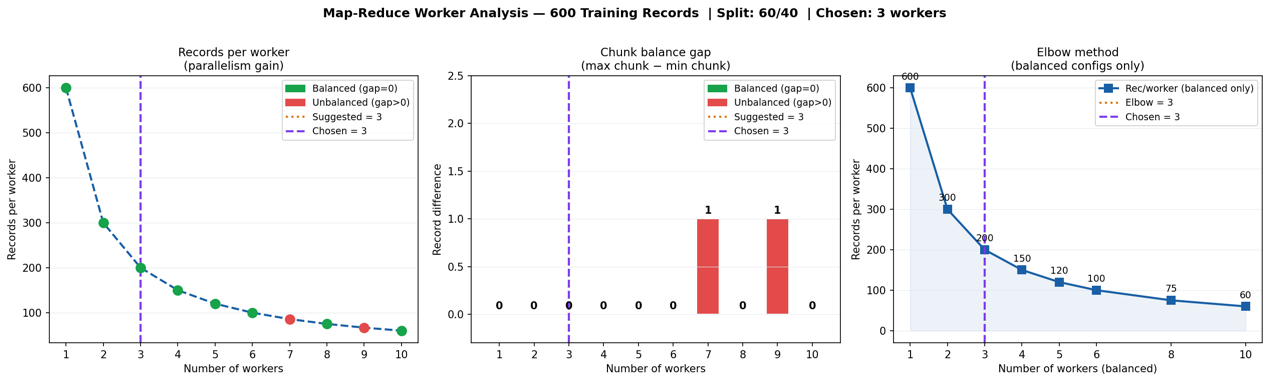 Map-Reduce Worker Analysis — 600 Training Records | Split: 60/40 | Chosen: 3 workers
Records per worker
(parallelism gain)
Balanced (gap=0)
Unbalanced (gap>0)
Suggested = 3
Chosen = 3
Records per worker
600
500
400
300
200
100
1 2 3 4 5 6 7 8 9 10
Number of workers
Chunk balance gap
(max chunk − min chunk)
Balanced (gap=0)
Unbalanced (gap>0)
Suggested = 3
Chosen = 3
Record difference
2.5
2.0
1.5
1.0
0.5
0.0
0 0 0 0 0 0 1 0 1 0
1 2 3 4 5 6 7 8 9 10
Number of workers
Elbow method
(balanced configs only)
Rec/worker (balanced only)
Elbow = 3
Chosen = 3
Records per worker
600
500
400
300
200
100
0
600
300
200
150
120
100
75
60
1 2 3 4 5 6 8 10
Number of workers (balanced)